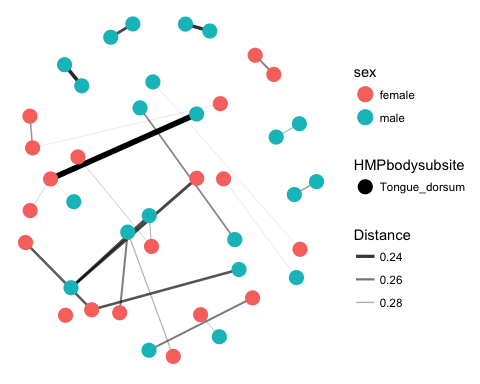 sex
female
male
HMPbodysubsite
Tongue_dorsum
Distance
0.24
0.26
0.28